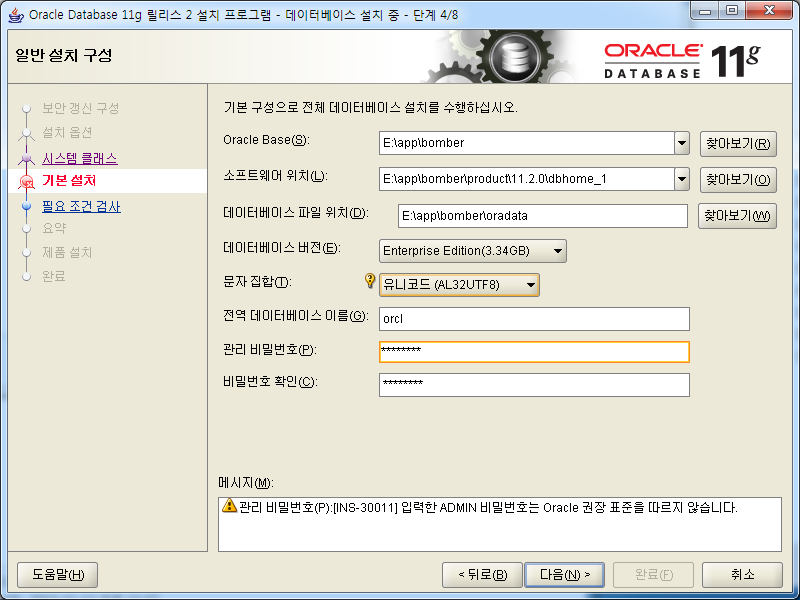 Oracle Database 11g 릴리스 2 설치 프로그램 - 데이터베이스 설치 중 - 단계 4/8
일반 설치 구성
ORACLE
DATABASE 11g
보안 갱신 구성
설치 옵션
시스템 클래스
기본 설치
필요 조건 검사
요약
제품 설치
완료
기본 구성으로 전체 데이터베이스 설치를 수행하십시오.
Oracle Base(S): E:\app\bomber 찾아보기(R)
소프트웨어 위치(L): E:\app\bomber\product\11.2.0\dbhome_1 찾아보기(O)
데이터베이스 파일 위치(D): E:\app\bomber\oradata 찾아보기(W)
데이터베이스 버전(E): Enterprise Edition(3.34GB)
문자 집합(T): 유니코드 (AL32UTF8)
전역 데이터베이스 이름(G): orcl
관리 비밀번호(P): ********
비밀번호 확인(C): ********
메시지(M):
관리 비밀번호(P):[INS-30011] 입력한 ADMIN 비밀번호는 Oracle 권장 표준을 따르지 않습니다.
도움말(H) < 뒤로(B) 다음(N) > 완료(F) 취소